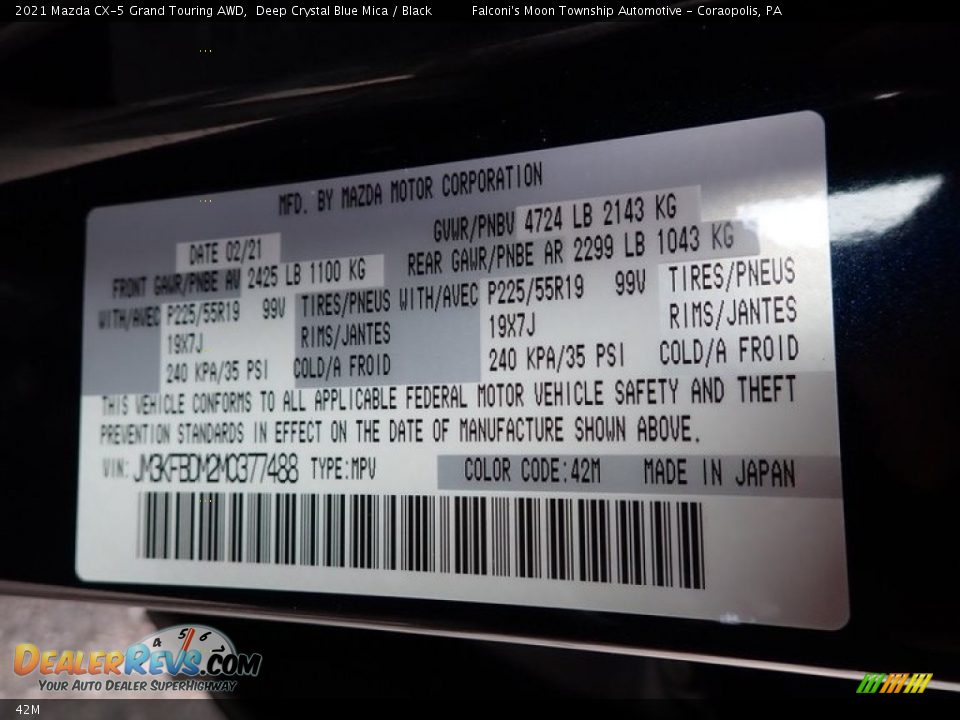 2021 Mazda CX-5 Grand Touring AWD,  Deep Crystal Blue Mica / Black     Falconi's Moon Township Automotive - Coraopolis, PA
MFD. BY MAZDA MOTOR CORPORATION
DATE 02/21 GVWR/PNBV 4724 LB 2143 KG
FRONT GAWR/PNBE AV 2425 LB 1100 KG REAR GAWR/PNBE AR 2299 LB 1043 KG
WITH/AVEC P225/55R19 99V TIRES/PNEUS WITH/AVEC P225/55R19 99V TIRES/PNEUS
19X7J RIMS/JANTES 19X7J RIMS/JANTES
240 KPA/35 PSI COLD/A FROID 240 KPA/35 PSI COLD/A FROID
THIS VEHICLE CONFORMS TO ALL APPLICABLE FEDERAL MOTOR VEHICLE SAFETY AND THEFT
PREVENTION STANDARDS IN EFFECT ON THE DATE OF MANUFACTURE SHOWN ABOVE.
VIN: JM3KFBDM2M0377488 TYPE:MPV COLOR CODE:42M MADE IN JAPAN
4 5 6
DEALERREVS.COM
YOUR AUTO DEALER SUPERHIGHWAY
42M